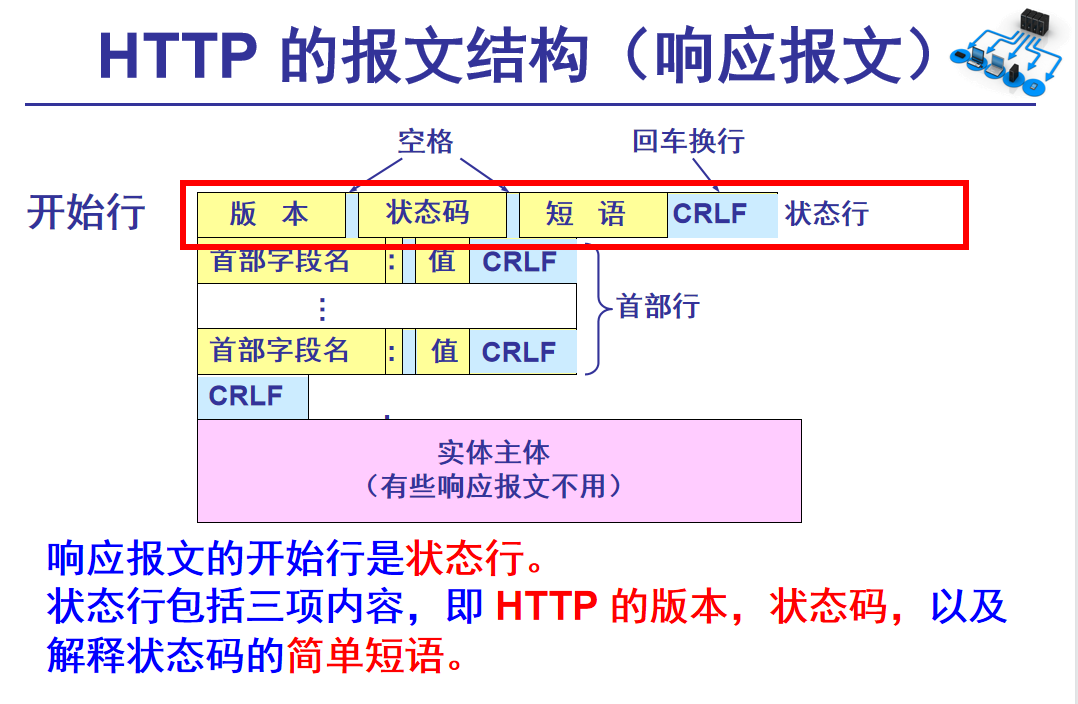 HTTP 的报文结构（响应报文）
空格
回车换行
开始行
版 本
状态码
短 语
CRLF
状态行
首部字段名 : 值 CRLF
⋮
首部行
首部字段名 : 值 CRLF
CRLF
实体主体
（有些响应报文不用）
响应报文的开始行是状态行。
状态行包括三项内容，即 HTTP 的版本，状态码，以及
解释状态码的简单短语。